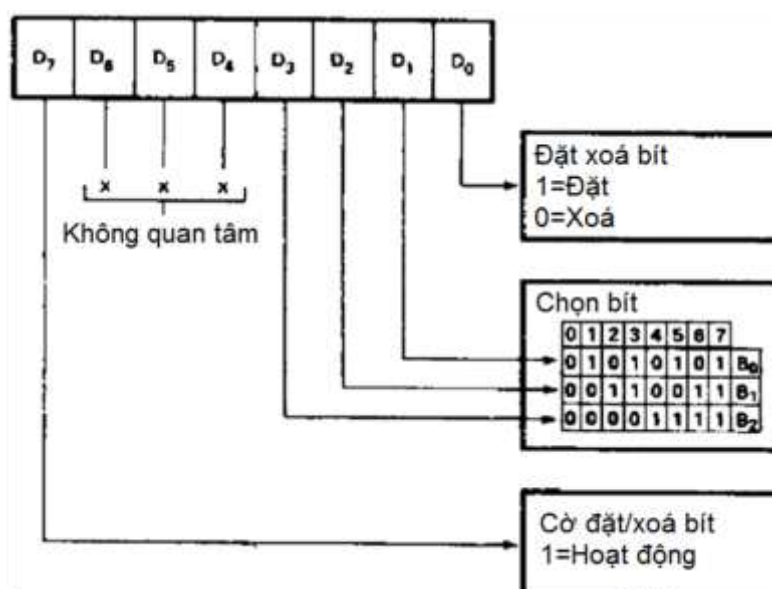 D₇ D₆ D₅ D₄ D₃ D₂ D₁ D₀
Đặt xoá bít
1=Đặt
0=Xoá
x x x
Không quan tâm
Chọn bít
0 1 2 3 4 5 6 7
0 1 0 1 0 1 0 1 B₀
0 0 1 1 0 0 1 1 B₁
0 0 0 0 1 1 1 1 B₂
Cờ đặt/xoá bít
1=Hoạt động